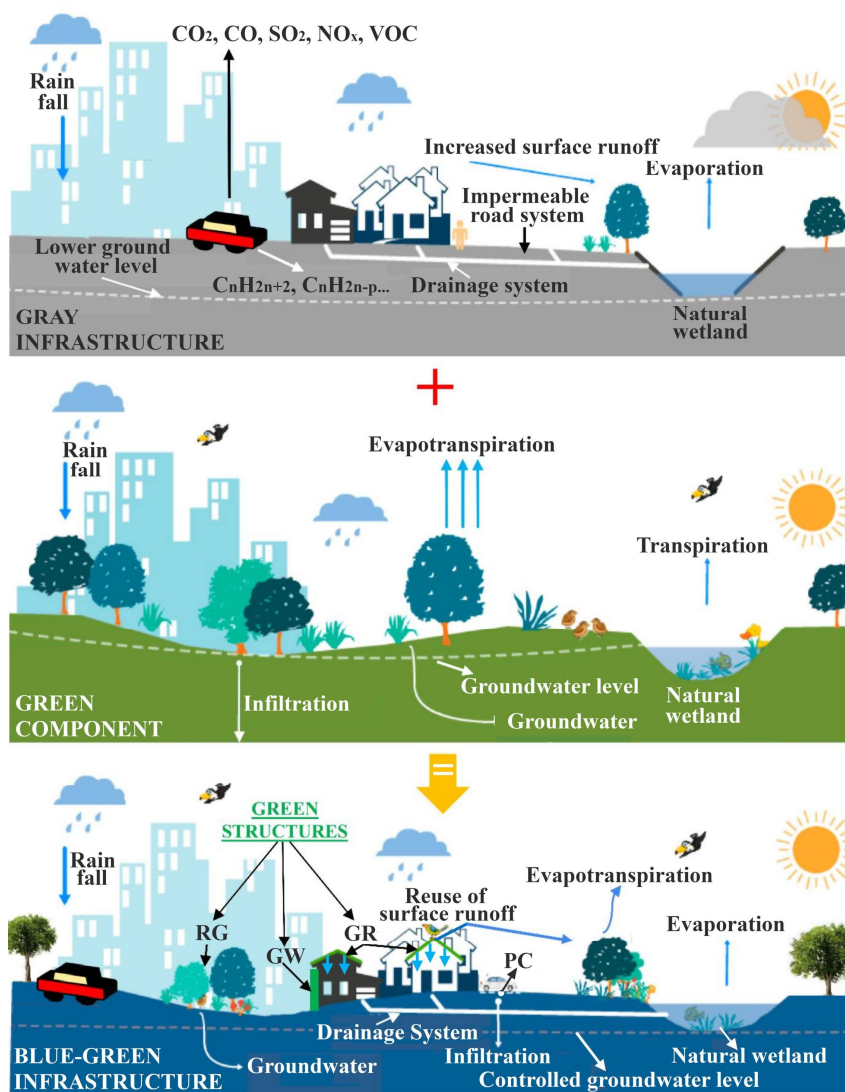 CO₂, CO, SO₂, NOₓ, VOC
Rain
fall
Increased surface runoff
Evaporation
Impermeable
road system
Lower ground
water level
CₙH₂ₙ₊₂, CₙH₂ₙ₋ₚ...
Drainage system
Natural
wetland
GRAY
INFRASTRUCTURE
+
Rain
fall
Evapotranspiration
Transpiration
Infiltration
Groundwater level
Groundwater
Natural
wetland
GREEN
COMPONENT
=
GREEN
STRUCTURES
Rain
fall
RG
GW
GR
Reuse of
surface runoff
PC
Evapotranspiration
Evaporation
Drainage System
Groundwater
Infiltration
Natural wetland
Controlled groundwater level
BLUE-GREEN
INFRASTRUCTURE